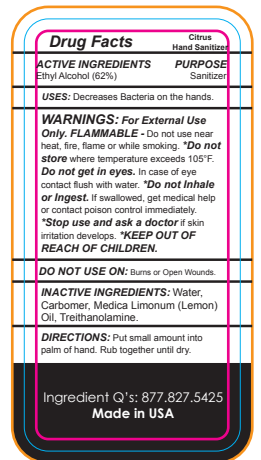 Drug Facts
Citrus
Hand Sanitizer
ACTIVE INGREDIENTS PURPOSE
Ethyl Alcohol (62%) Sanitizer
USES: Decreases Bacteria on the hands.
WARNINGS: For External Use
Only. FLAMMABLE - Do not use near
heat, fire, flame or while smoking. *Do not
store where temperature exceeds 105°F.
Do not get in eyes. In case of eye
contact flush with water. *Do not Inhale
or Ingest. If swallowed, get medical help
or contact poison control immediately.
*Stop use and ask a doctor if skin
irritation develops. *KEEP OUT OF
REACH OF CHILDREN.
DO NOT USE ON: Burns or Open Wounds.
INACTIVE INGREDIENTS: Water,
Carbomer, Medica Limonum (Lemon)
Oil, Treithanolamine.
DIRECTIONS: Put small amount into
palm of hand. Rub together until dry.
Ingredient Q's: 877.827.5425
Made in USA